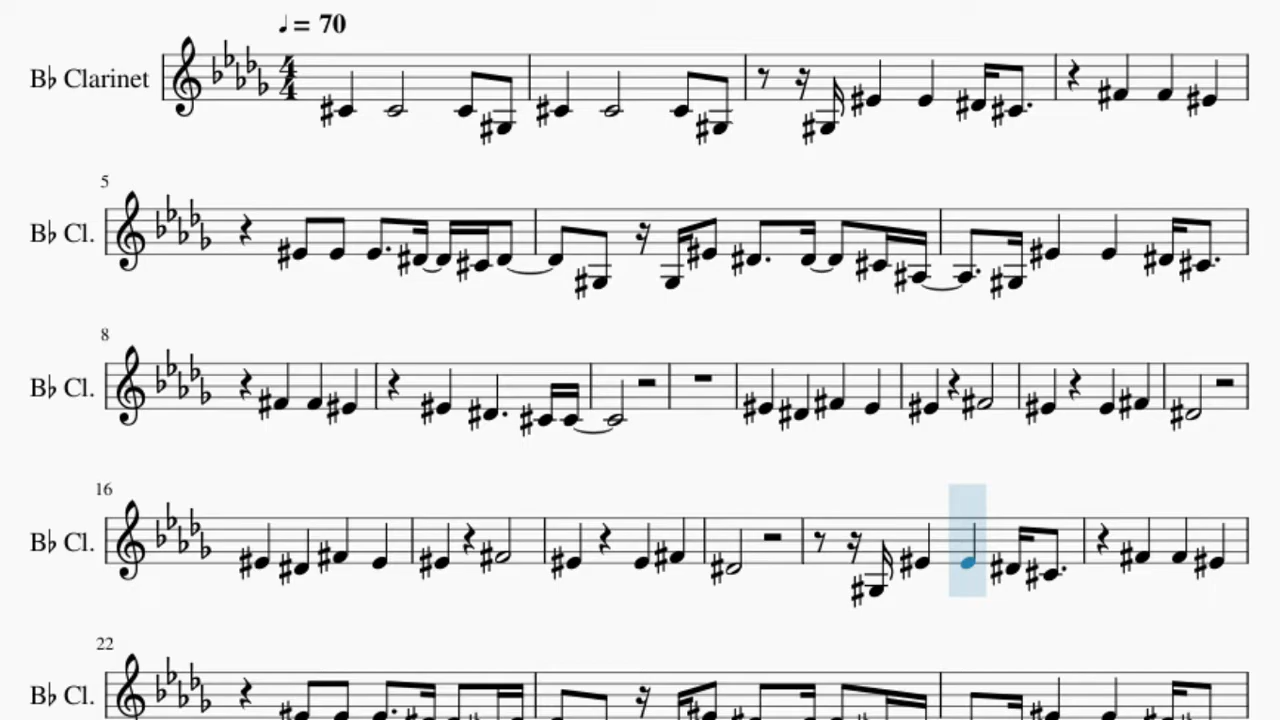 ♩ = 70
B♭ Clarinet
4
4
5
B♭ Cl.
8
B♭ Cl.
16
B♭ Cl.
22
B♭ Cl.